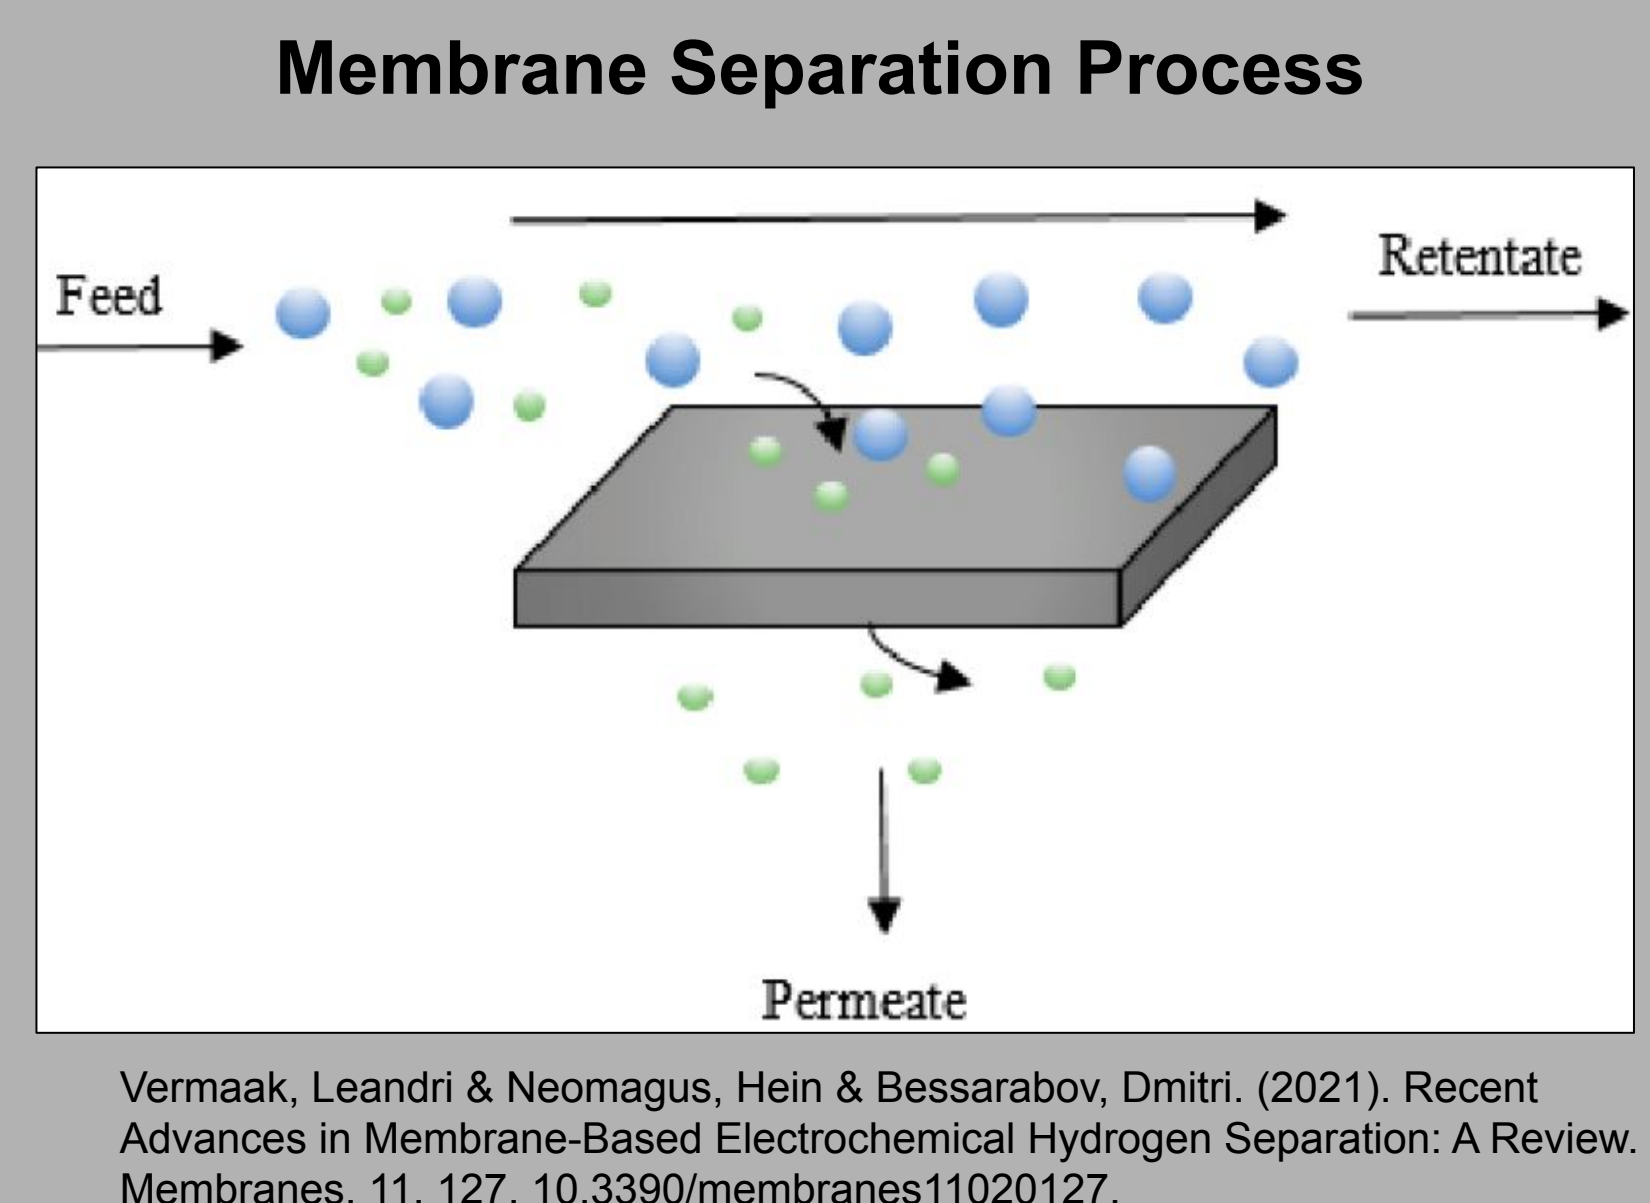 Membrane Separation Process
Feed
Retentate
Permeate
Vermaak, Leandri & Neomagus, Hein & Bessarabov, Dmitri. (2021). Recent
Advances in Membrane-Based Electrochemical Hydrogen Separation: A Review.
Membranes. 11. 127. 10.3390/membranes11020127.